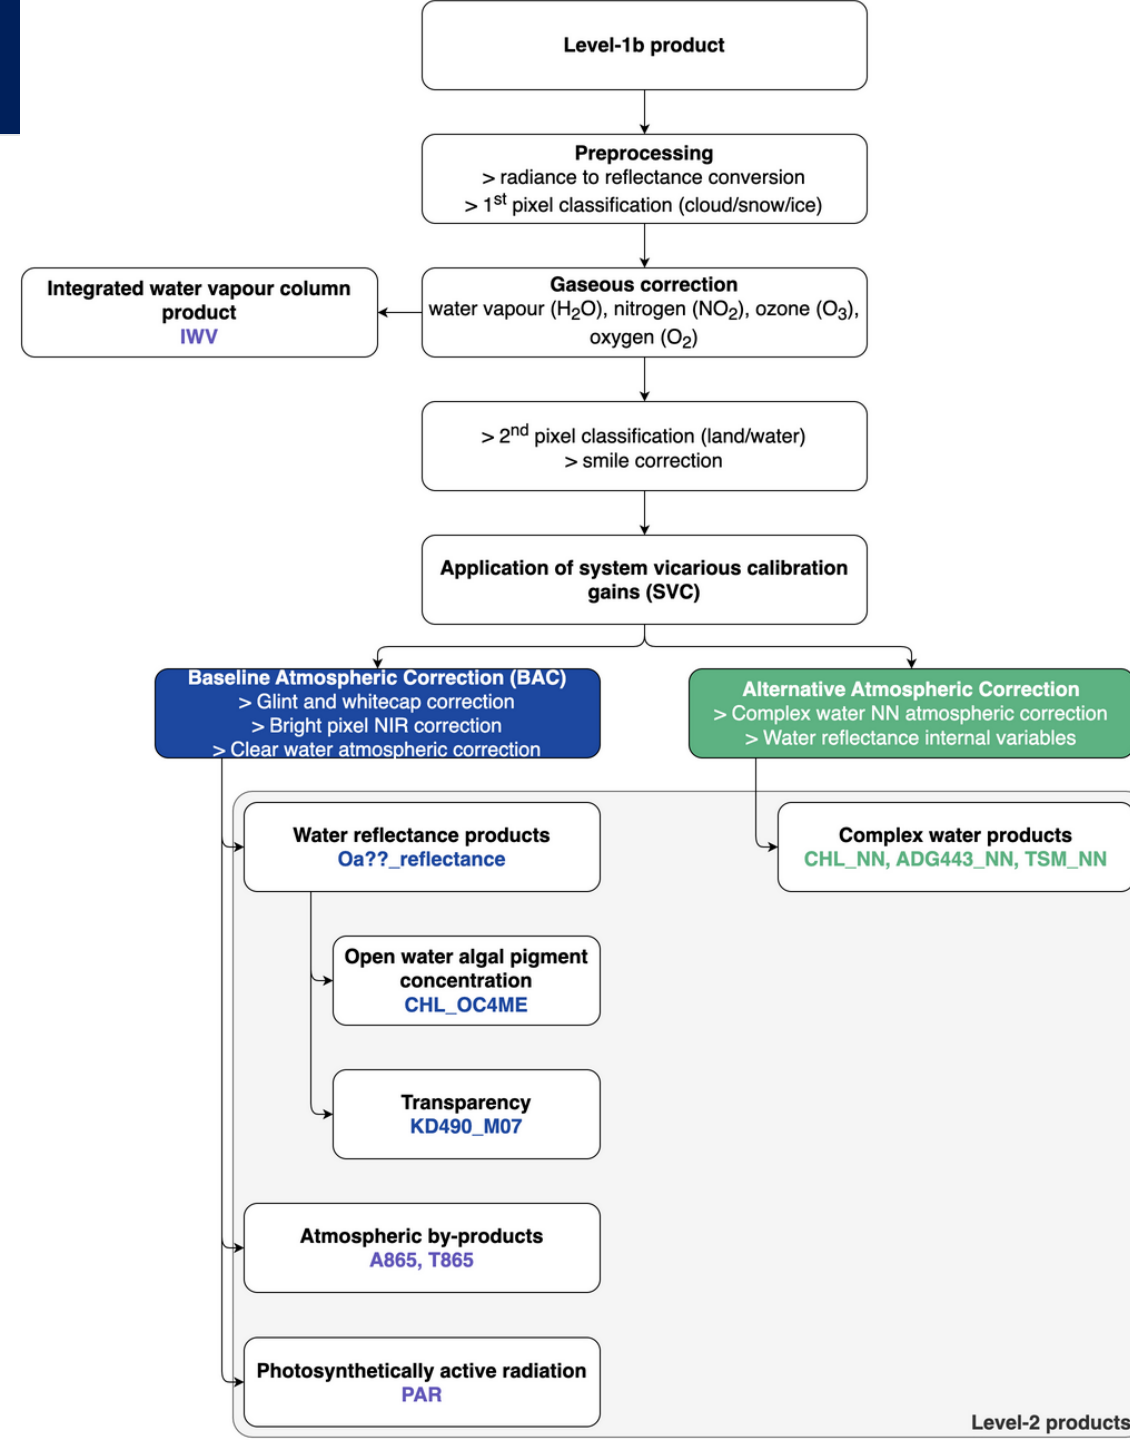 Level-1b product
Preprocessing
> radiance to reflectance conversion
> 1st pixel classification (cloud/snow/ice)
Integrated water vapour column
product
IWV
Gaseous correction
water vapour (H2O), nitrogen (NO2), ozone (O3),
oxygen (O2)
> 2nd pixel classification (land/water)
> smile correction
Application of system vicarious calibration
gains (SVC)
Baseline Atmospheric Correction (BAC)
> Glint and whitecap correction
> Bright pixel NIR correction
> Clear water atmospheric correction
Alternative Atmospheric Correction
> Complex water NN atmospheric correction
> Water reflectance internal variables
Water reflectance products
Oa??_reflectance
Complex water products
CHL_NN, ADG443_NN, TSM_NN
Open water algal pigment
concentration
CHL_OC4ME
Transparency
KD490_M07
Atmospheric by-products
A865, T865
Photosynthetically active radiation
PAR
Level-2 products